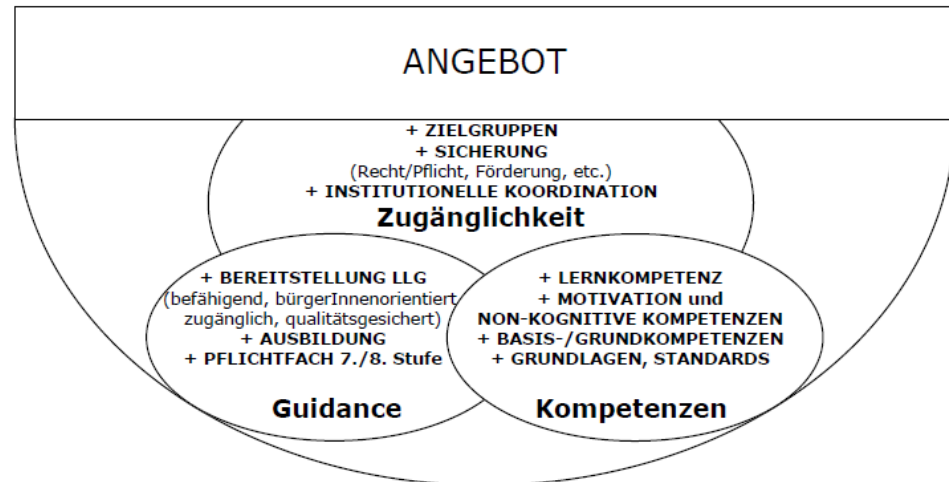 ANGEBOT
+ ZIELGRUPPEN
+ SICHERUNG
(Recht/Pflicht, Förderung, etc.)
+ INSTITUTIONELLE KOORDINATION
Zugänglichkeit
+ BEREITSTELLUNG LLG
(befähigend, bürgerInnenorientiert
zugänglich, qualitätsgesichert)
+ AUSBILDUNG
+ PFLICHTFACH 7./8. Stufe
Guidance
+ LERNKOMPETENZ
+ MOTIVATION und
NON-KOGNITIVE KOMPETENZEN
+ BASIS-/GRUNDKOMPETENZEN
+ GRUNDLAGEN, STANDARDS
Kompetenzen